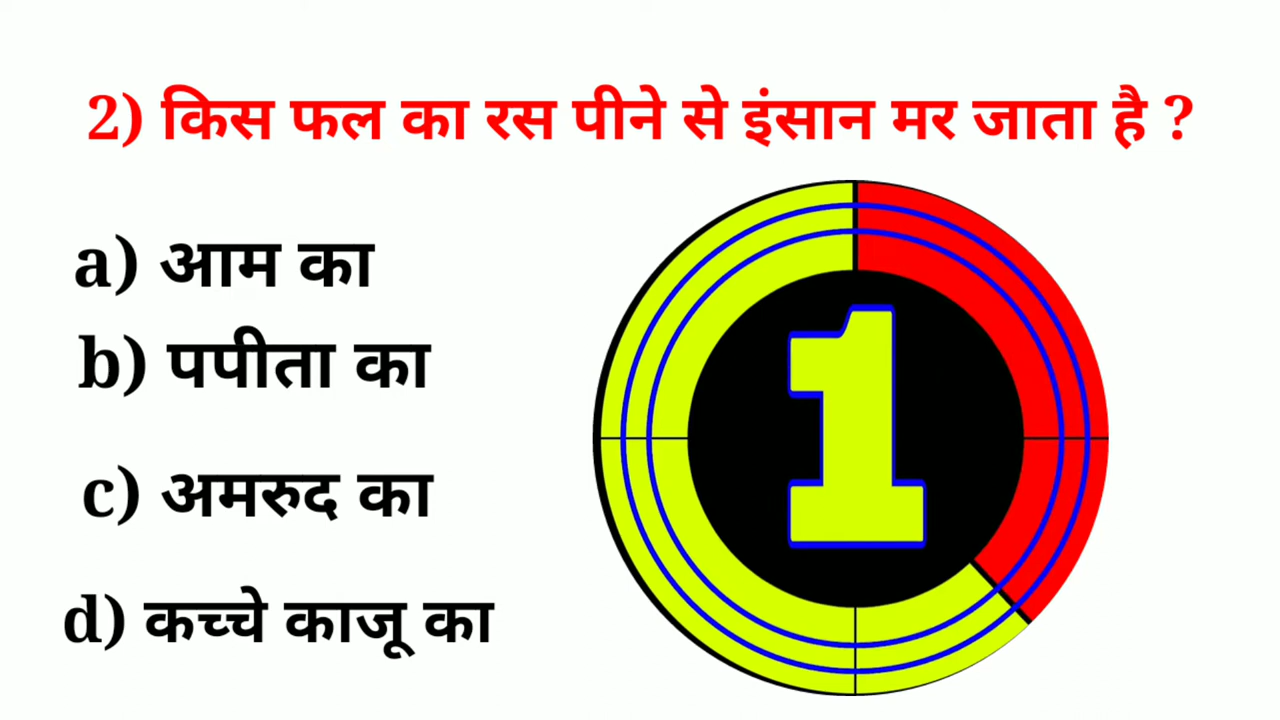 2) किस फल का रस पीने से इंसान मर जाता है ?
a) आम का
b) पपीता का
c) अमरुद का
d) कच्चे काजू का
1